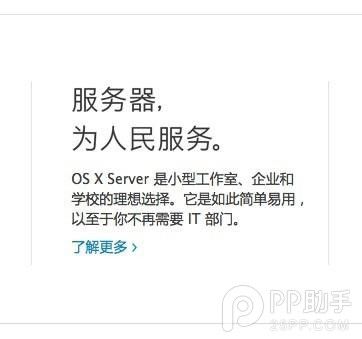 服务器，
为人民服务。
OS X Server 是小型工作室、企业和
学校的理想选择。它是如此简单易用，
以至于你不再需要 IT 部门。
了解更多 >
PP助手
25PP.COM